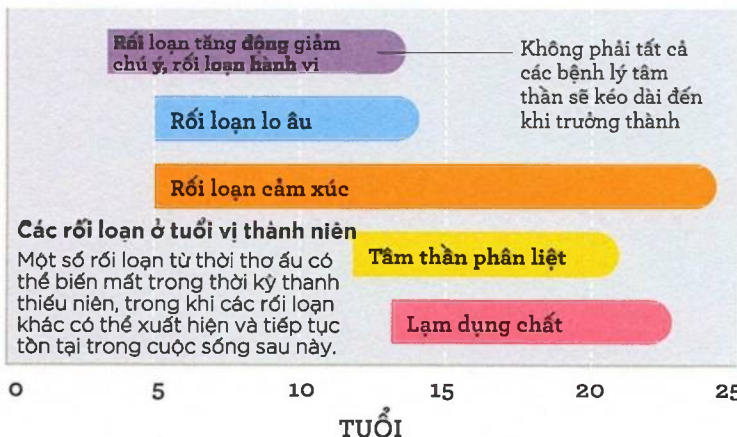 Rối loạn tăng động giảm
chú ý, rối loạn hành vi
Không phải tất cả
các bệnh lý tâm
thần sẽ kéo dài đến
khi trưởng thành
Rối loạn lo âu
Rối loạn cảm xúc
Các rối loạn ở tuổi vị thành niên
Một số rối loạn từ thời thơ ấu có
thể biến mất trong thời kỳ thanh
thiếu niên, trong khi các rối loạn
khác có thể xuất hiện và tiếp tục
tồn tại trong cuộc sống sau này.
Tâm thần phân liệt
Lạm dụng chất
0 5 10 15 20 25
TUỔI